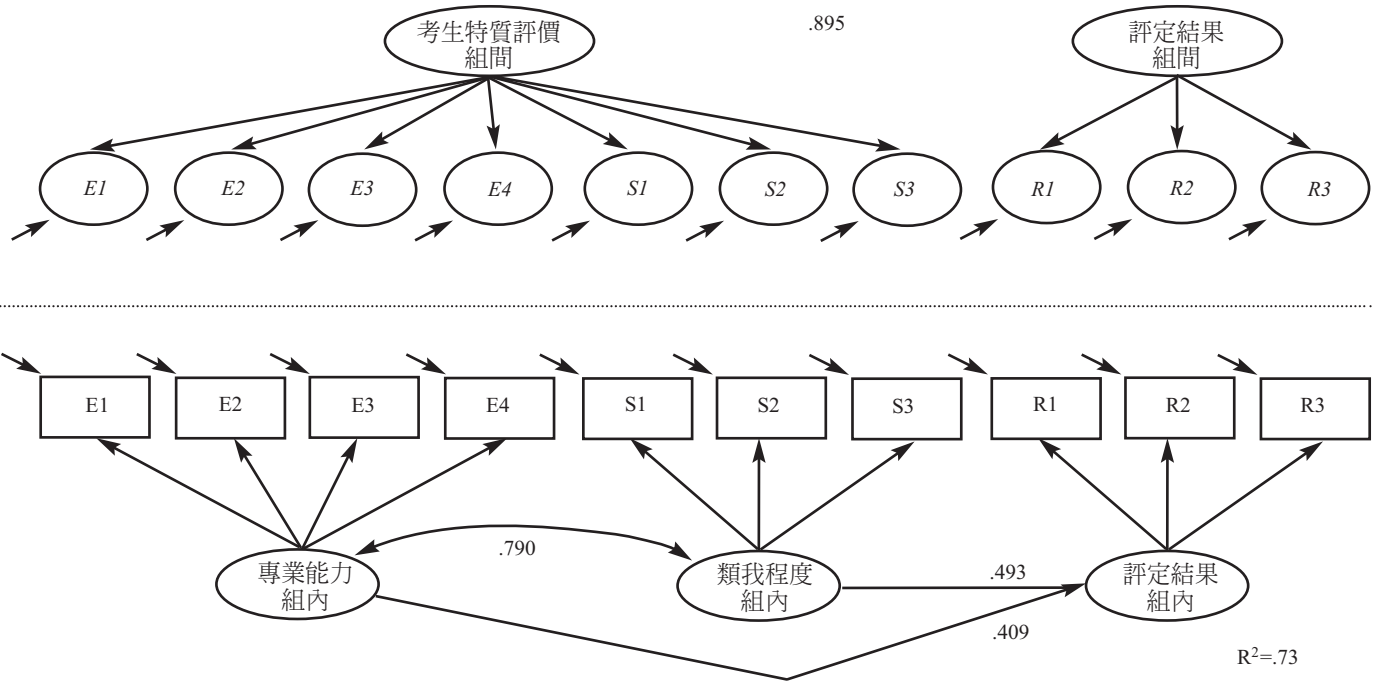 考生特質評價
組間
.895
評定結果
組間
E1
E2
E3
E4
S1
S2
S3
R1
R2
R3
E1
E2
E3
E4
S1
S2
S3
R1
R2
R3
.790
專業能力
組內
類我程度
組內
.493
評定結果
組內
.409
R²=.73